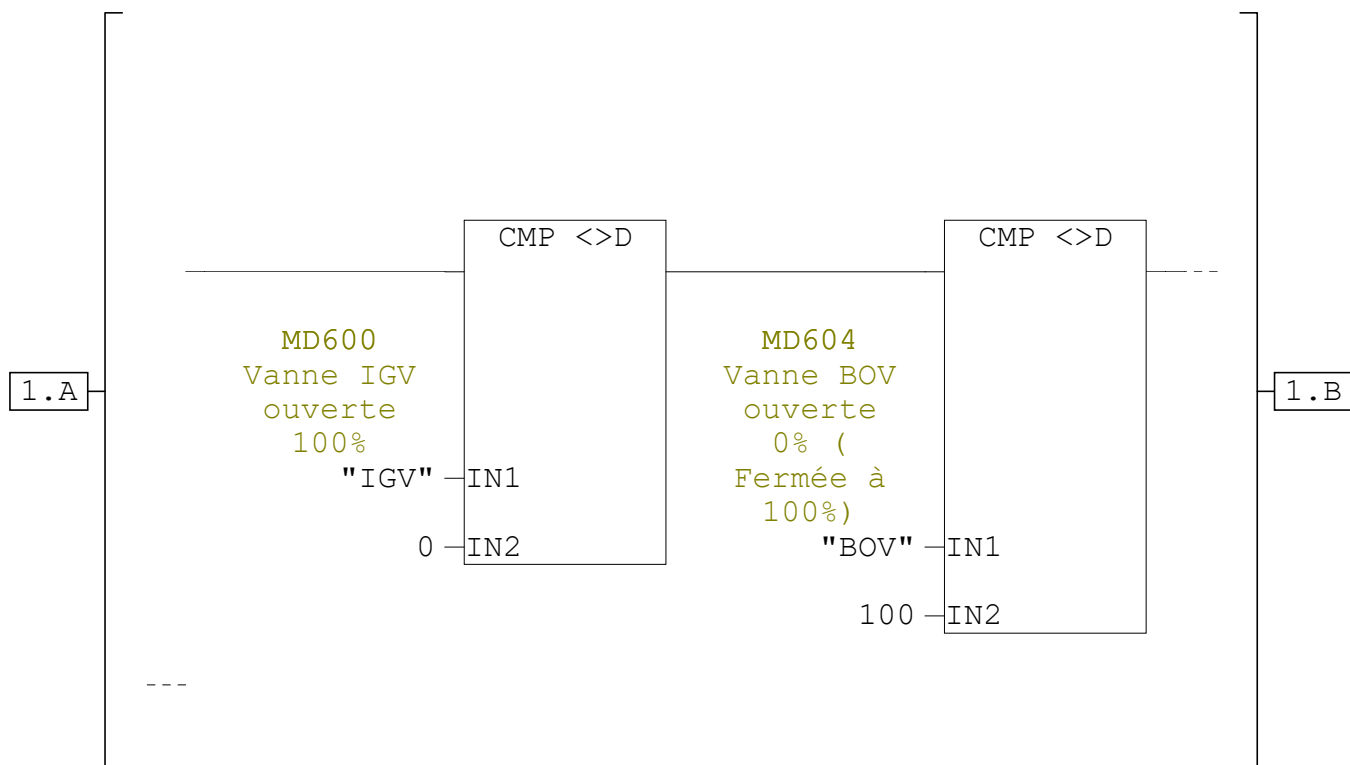 CMP <>D
CMP <>D
MD600
Vanne IGV
ouverte
100%
"IGV"
IN1
0
IN2
MD604
Vanne BOV
ouverte
0% (
Fermée à
100%)
"BOV"
IN1
100
IN2
1.A
1.B